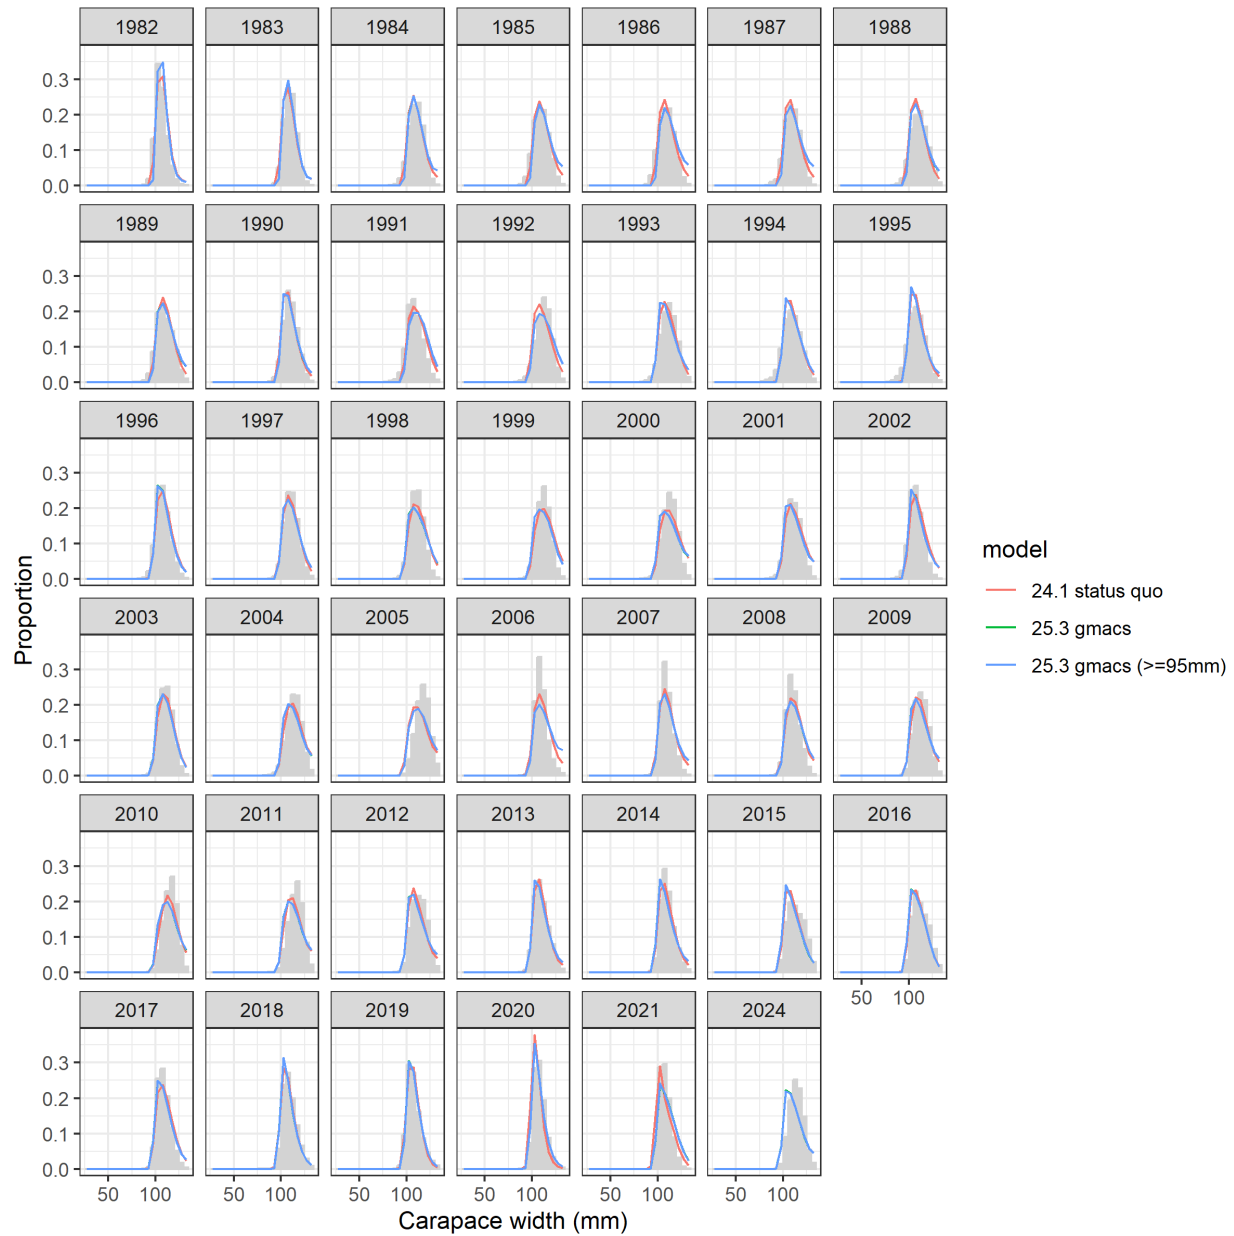 1982 1983 1984 1985 1986 1987 1988
0.3
0.2
0.1
0.0
1989 1990 1991 1992 1993 1994 1995
0.3
0.2
0.1
0.0
1996 1997 1998 1999 2000 2001 2002
0.3
0.2
0.1
0.0
2003 2004 2005 2006 2007 2008 2009
0.3
0.2
0.1
0.0
2010 2011 2012 2013 2014 2015 2016
0.3
0.2
0.1
0.0
50 100
2017 2018 2019 2020 2021 2024
0.3
0.2
0.1
0.0
50 100 50 100 50 100 50 100 50 100 50 100
Carapace width (mm)
Proportion
model
24.1 status quo
25.3 gmacs
25.3 gmacs (>=95mm)